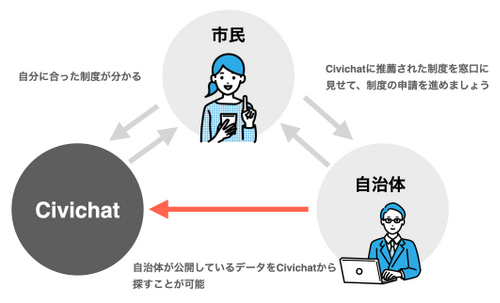 市民
自分に合った制度が分かる
Civichatに推薦された制度を窓口に
見せて、制度の申請を進めましょう
Civichat
自治体
自治体が公開しているデータをCivichatから
探すことが可能